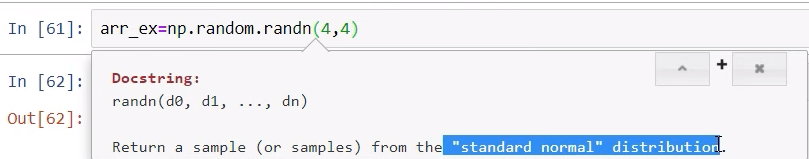 In [61]: arr_ex=np.random.randn(4,4)
In [62]: Docstring:
randn(d0, d1, ..., dn)
Out[62]:
Return a sample (or samples) from the "standard normal" distribution.